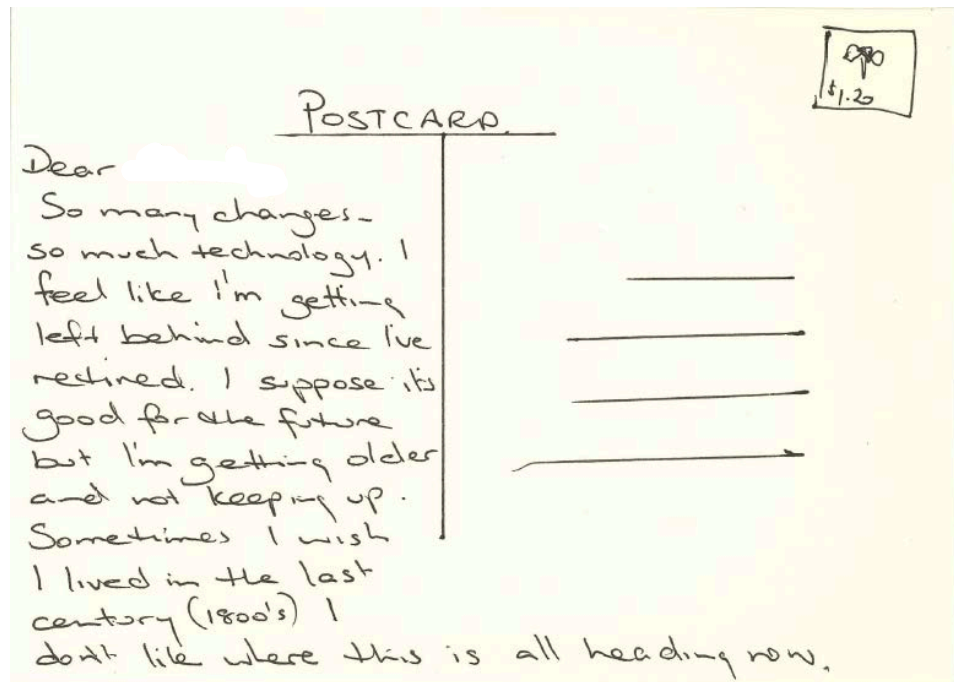 POSTCARD.
$1.20
Dear
So many changes-
so much technology. I
feel like I'm getting
left behind since I've
retired. I suppose it's
good for the future
but I'm getting older
and not keeping up.
Sometimes I wish
I lived in the last
century (1800's) I
don't like where this is all heading now.